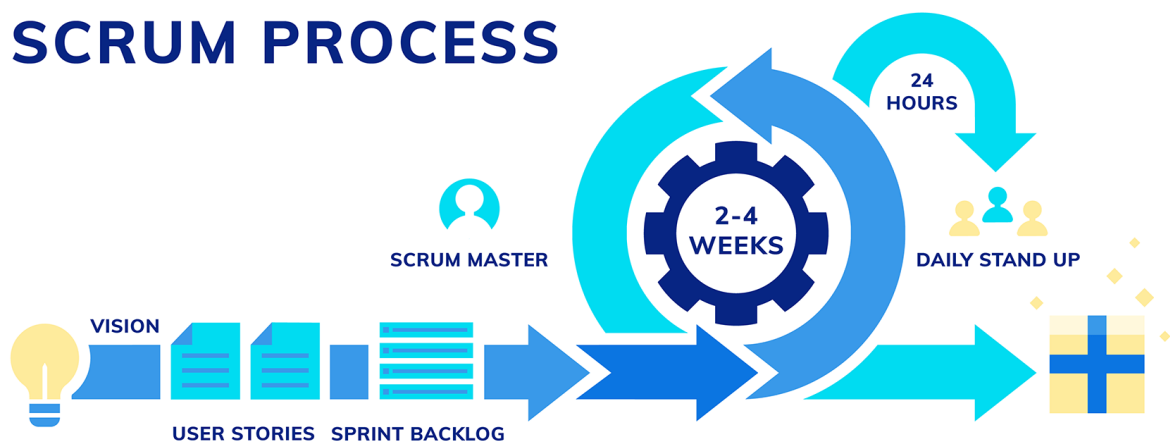 SCRUM PROCESS
24
HOURS
2-4
WEEKS
SCRUM MASTER
DAILY STAND UP
VISION
USER STORIES
SPRINT BACKLOG